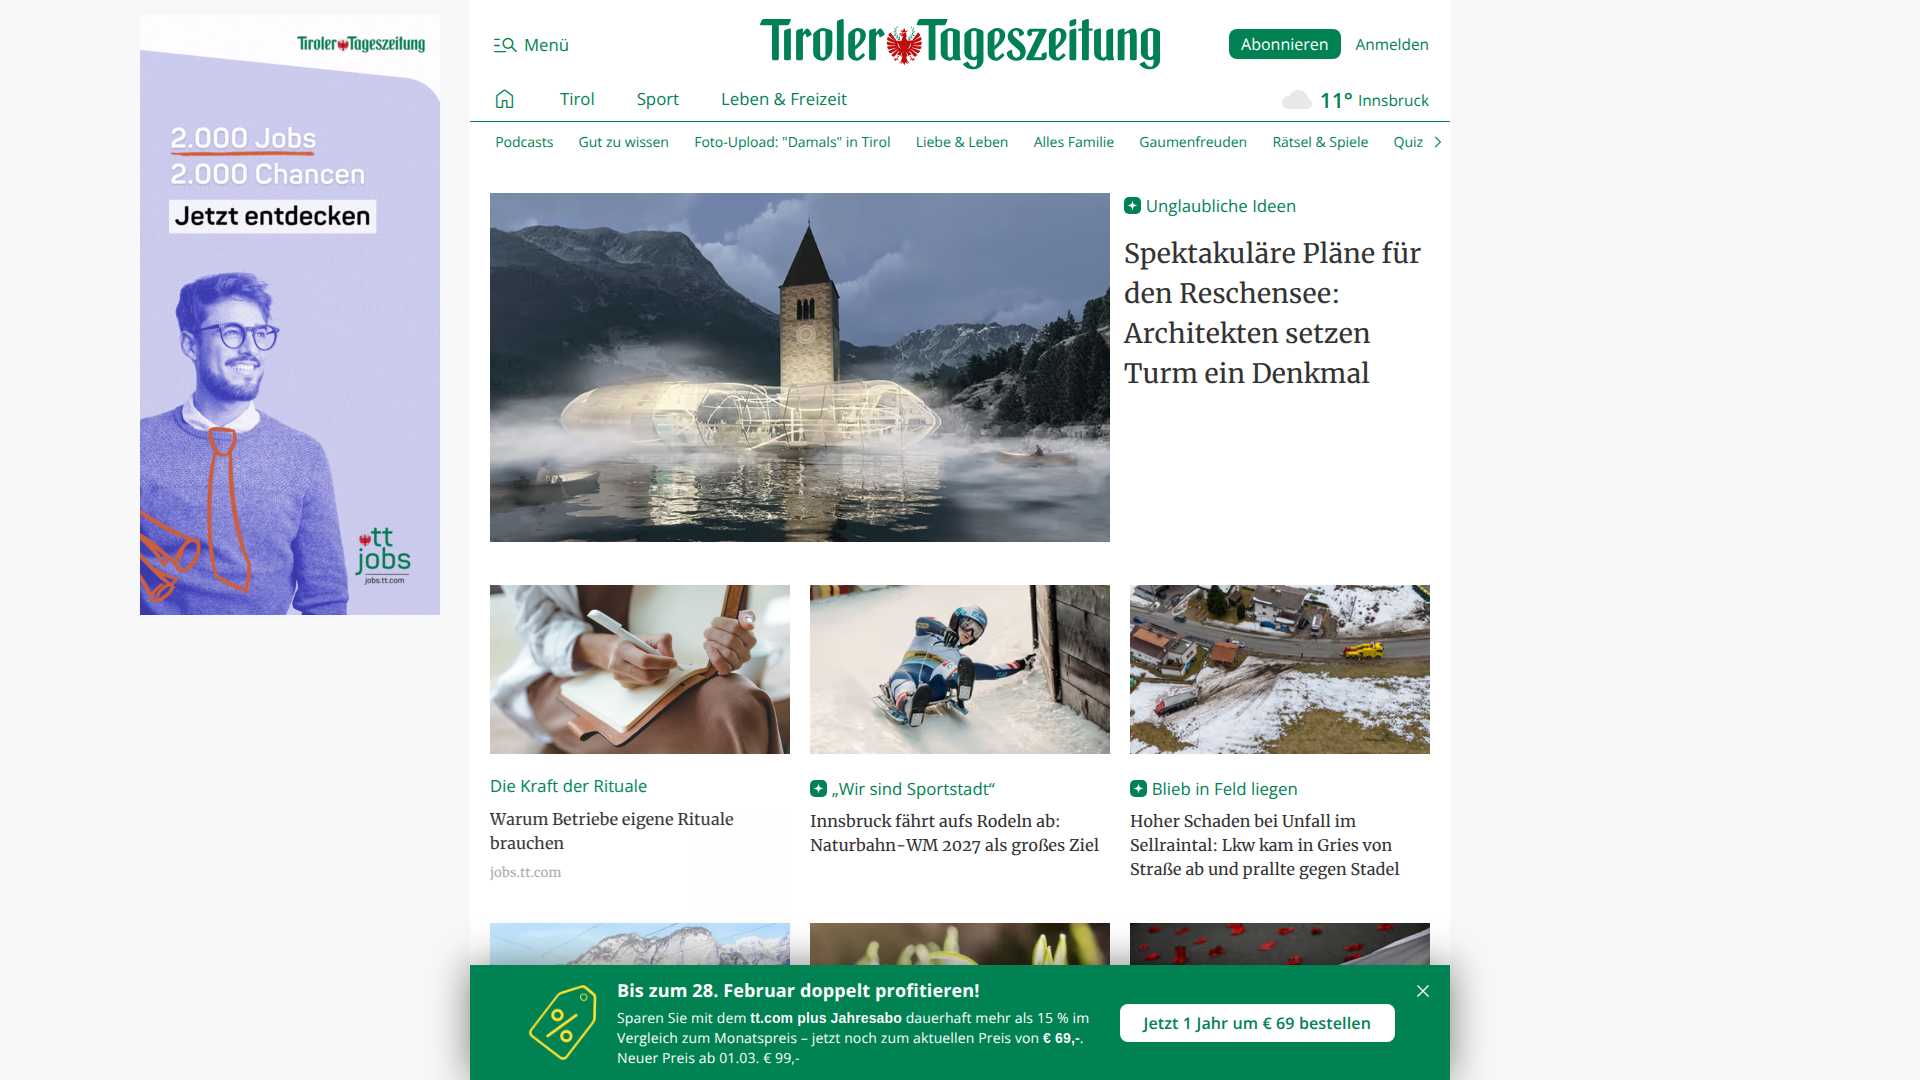 Tiroler Tageszeitung
2.000 Jobs
2.000 Chancen
Jetzt entdecken
tt
jobs
jobs.tt.com
Menü
Tiroler Tageszeitung
Abonnieren
Anmelden
Tirol
Sport
Leben & Freizeit
11° Innsbruck
Podcasts
Gut zu wissen
Foto-Upload: "Damals" in Tirol
Liebe & Leben
Alles Familie
Gaumenfreuden
Rätsel & Spiele
Quiz
Unglaubliche Ideen
Spektakuläre Pläne für
den Reschensee:
Architekten setzen
Turm ein Denkmal
Die Kraft der Rituale
Warum Betriebe eigene Rituale
brauchen
jobs.tt.com
„Wir sind Sportstadt“
Innsbruck fährt aufs Rodeln ab:
Naturbahn-WM 2027 als großes Ziel
Blieb in Feld liegen
Hoher Schaden bei Unfall im
Sellraintal: Lkw kam in Gries von
Straße ab und prallte gegen Stadel
Bis zum 28. Februar doppelt profitieren!
Sparen Sie mit dem tt.com plus Jahresabo dauerhaft mehr als 15 % im
Vergleich zum Monatspreis – jetzt noch zum aktuellen Preis von € 69,-.
Neuer Preis ab 01.03. € 99,-
Jetzt 1 Jahr um € 69 bestellen